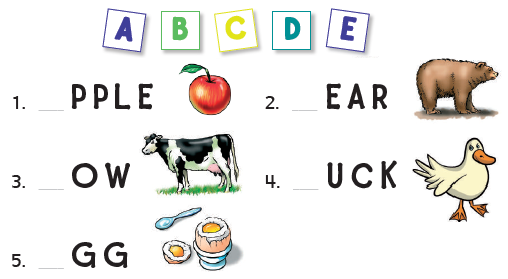 A B C D E
1. __ PPLE 2. __ EAR
3. __ OW 4. __ UCK
5. __ GG